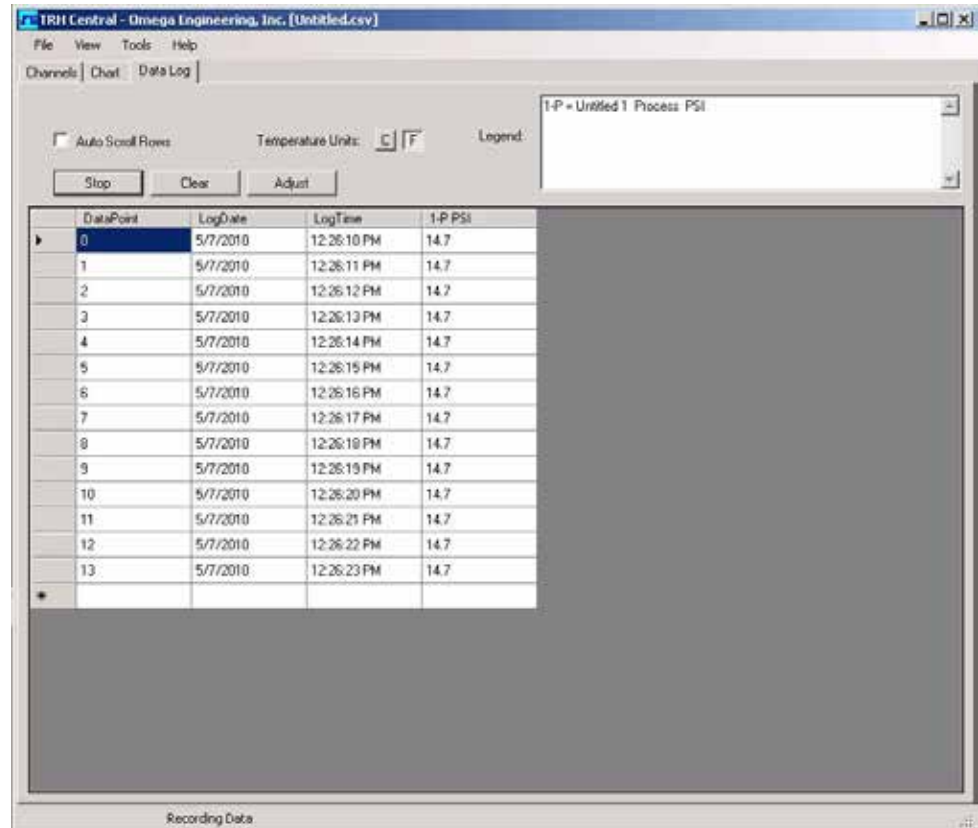 TRH Central - Omega Engineering, Inc. [Untitled.csv]
File View Tools Help
Channels Chart Data Log
1-P = Untitled 1 Process PSI
Auto Scroll Rows Temperature Units: C F Legend:
Stop Clear Adjust
DataPoint LogDate LogTime 1-P PSI
0 5/7/2010 12:26:10 PM 14.7
1 5/7/2010 12:26:11 PM 14.7
2 5/7/2010 12:26:12 PM 14.7
3 5/7/2010 12:26:13 PM 14.7
4 5/7/2010 12:26:14 PM 14.7
5 5/7/2010 12:26:15 PM 14.7
6 5/7/2010 12:26:16 PM 14.7
7 5/7/2010 12:26:17 PM 14.7
8 5/7/2010 12:26:18 PM 14.7
9 5/7/2010 12:26:19 PM 14.7
10 5/7/2010 12:26:20 PM 14.7
11 5/7/2010 12:26:21 PM 14.7
12 5/7/2010 12:26:22 PM 14.7
13 5/7/2010 12:26:23 PM 14.7
Recording Data